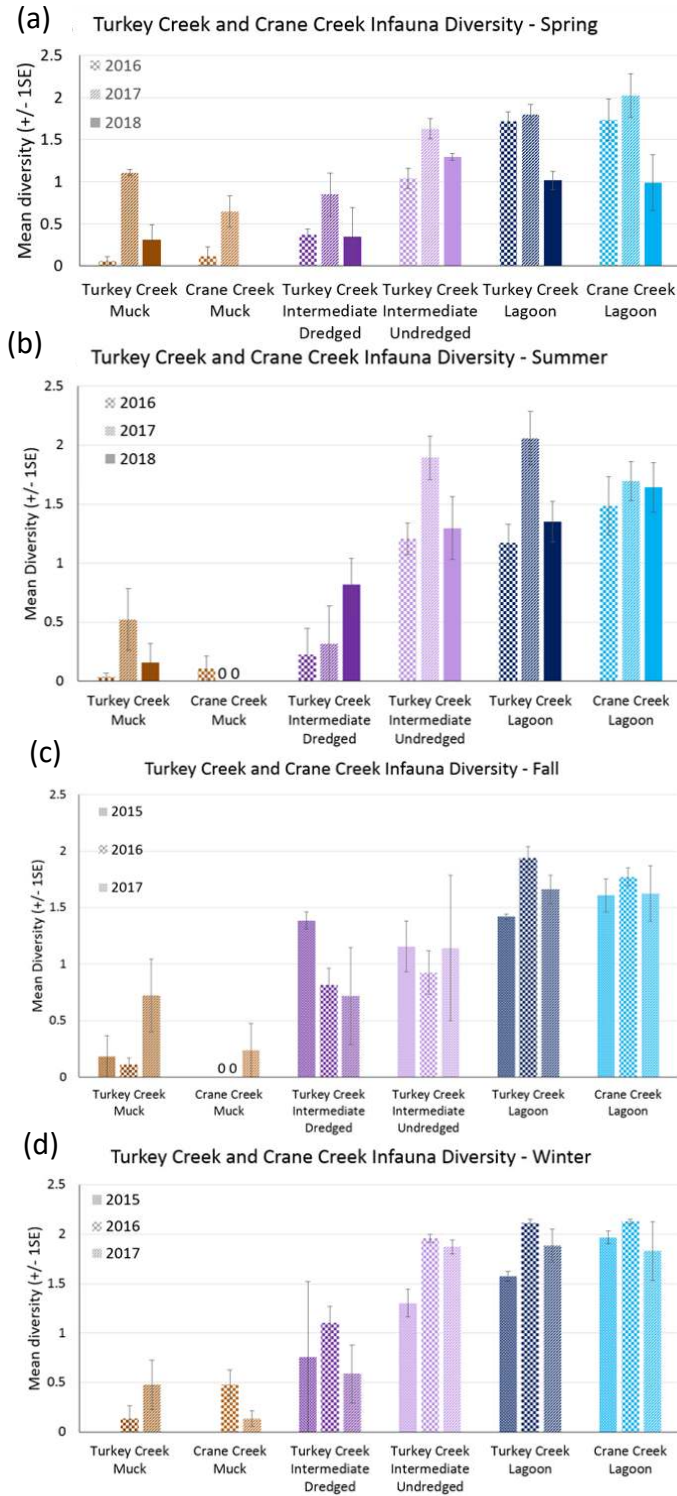 (a)
Turkey Creek and Crane Creek Infauna Diversity - Spring
2.5
2
1.5
1
0.5
0
Mean diversity (+/- 1SE)
2016
2017
2018
Turkey Creek Muck
Crane Creek Muck
Turkey Creek Intermediate Dredged
Turkey Creek Intermediate Undredged
Turkey Creek Lagoon
Crane Creek Lagoon
(b)
Turkey Creek and Crane Creek Infauna Diversity - Summer
2.5
2
1.5
1
0.5
0
Mean Diversity (+/- 1SE)
2016
2017
2018
0 0
Turkey Creek Muck
Crane Creek Muck
Turkey Creek Intermediate Dredged
Turkey Creek Intermediate Undredged
Turkey Creek Lagoon
Crane Creek Lagoon
(c)
Turkey Creek and Crane Creek Infauna Diversity - Fall
2.5
2
1.5
1
0.5
0
Mean Diversity (+/- 1SE)
2015
2016
2017
0 0
Turkey Creek Muck
Crane Creek Muck
Turkey Creek Intermediate Dredged
Turkey Creek Intermediate Undredged
Turkey Creek Lagoon
Crane Creek Lagoon
(d)
Turkey Creek and Crane Creek Infauna Diversity - Winter
2.5
2
1.5
1
0.5
0
Mean diversity (+/- 1SE)
2015
2016
2017
Turkey Creek Muck
Crane Creek Muck
Turkey Creek Intermediate Dredged
Turkey Creek Intermediate Undredged
Turkey Creek Lagoon
Crane Creek Lagoon